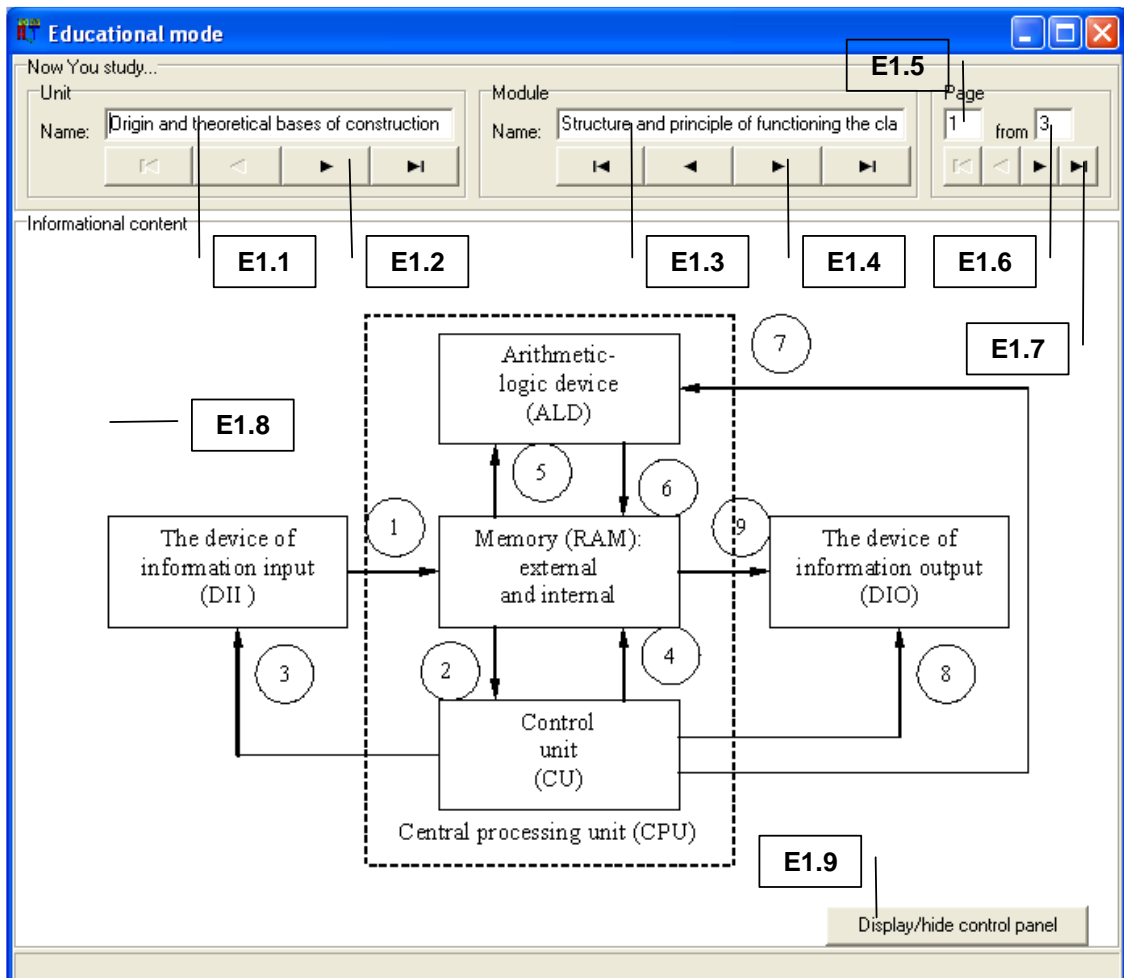 Educational mode
Now You study...
E1.5
Unit
Module
Page
Name: Origin and theoretical bases of construction
Name: Structure and principle of functioning the cla
1 from 3
Informational content
E1.1
E1.2
E1.3
E1.4
E1.6
E1.7
E1.8
7
Arithmetic-
logic device
(ALD)
5
6
1
9
The device of
information input
(DII )
Memory (RAM):
external
and internal
The device of
information output
(DIO)
3
2
4
8
Control
unit
(CU)
Central processing unit (CPU)
E1.9
Display/hide control panel